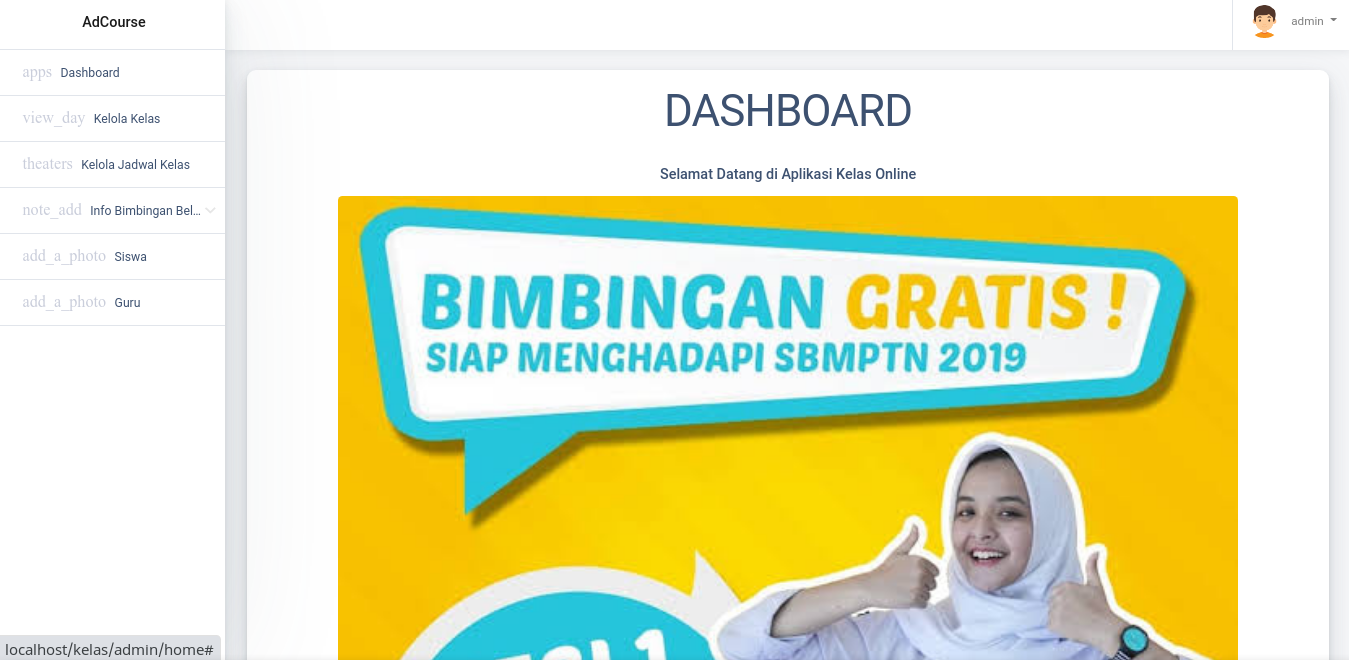 AdCourse
admin
apps Dashboard
view_day Kelola Kelas
theaters Kelola Jadwal Kelas
note_add Info Bimbingan Bel...
add_a_photo Siswa
add_a_photo Guru
DASHBOARD
Selamat Datang di Aplikasi Kelas Online
BIMBINGAN GRATIS !
SIAP MENGHADAPI SBMPTN 2019
localhost/kelas/admin/home#